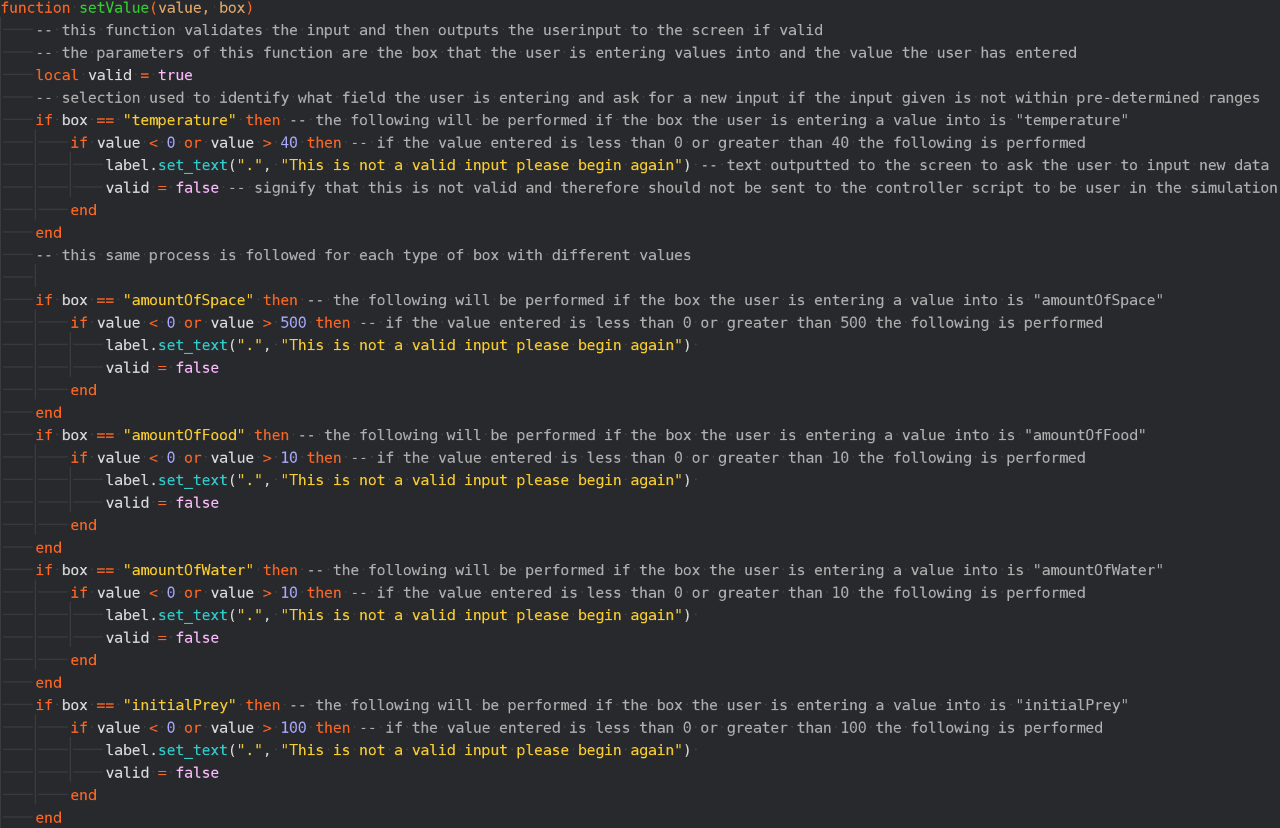 function setValue(value, box)
    -- this function validates the input and then outputs the userinput to the screen if valid
    -- the parameters of this function are the box that the user is entering values into and the value the user has entered
    local valid = true
    -- selection used to identify what field the user is entering and ask for a new input if the input given is not within pre-determined ranges
    if box == "temperature" then -- the following will be performed if the box the user is entering a value into is "temperature"
        if value < 0 or value > 40 then -- if the value entered is less than 0 or greater than 40 the following is performed
            label.set_text(".", "This is not a valid input please begin again") -- text outputted to the screen to ask the user to input new data
            valid = false -- signify that this is not valid and therefore should not be sent to the controller script to be user in the simulation
        end
    end
    -- this same process is followed for each type of box with different values

    if box == "amountOfSpace" then -- the following will be performed if the box the user is entering a value into is "amountOfSpace"
        if value < 0 or value > 500 then -- if the value entered is less than 0 or greater than 500 the following is performed
            label.set_text(".", "This is not a valid input please begin again")
            valid = false
        end
    end
    if box == "amountOfFood" then -- the following will be performed if the box the user is entering a value into is "amountOfFood"
        if value < 0 or value > 10 then -- if the value entered is less than 0 or greater than 10 the following is performed
            label.set_text(".", "This is not a valid input please begin again")
            valid = false
        end
    end
    if box == "amountOfWater" then -- the following will be performed if the box the user is entering a value into is "amountOfWater"
        if value < 0 or value > 10 then -- if the value entered is less than 0 or greater than 10 the following is performed
            label.set_text(".", "This is not a valid input please begin again")
            valid = false
        end
    end
    if box == "initialPrey" then -- the following will be performed if the box the user is entering a value into is "initialPrey"
        if value < 0 or value > 100 then -- if the value entered is less than 0 or greater than 100 the following is performed
            label.set_text(".", "This is not a valid input please begin again")
            valid = false
        end
    end